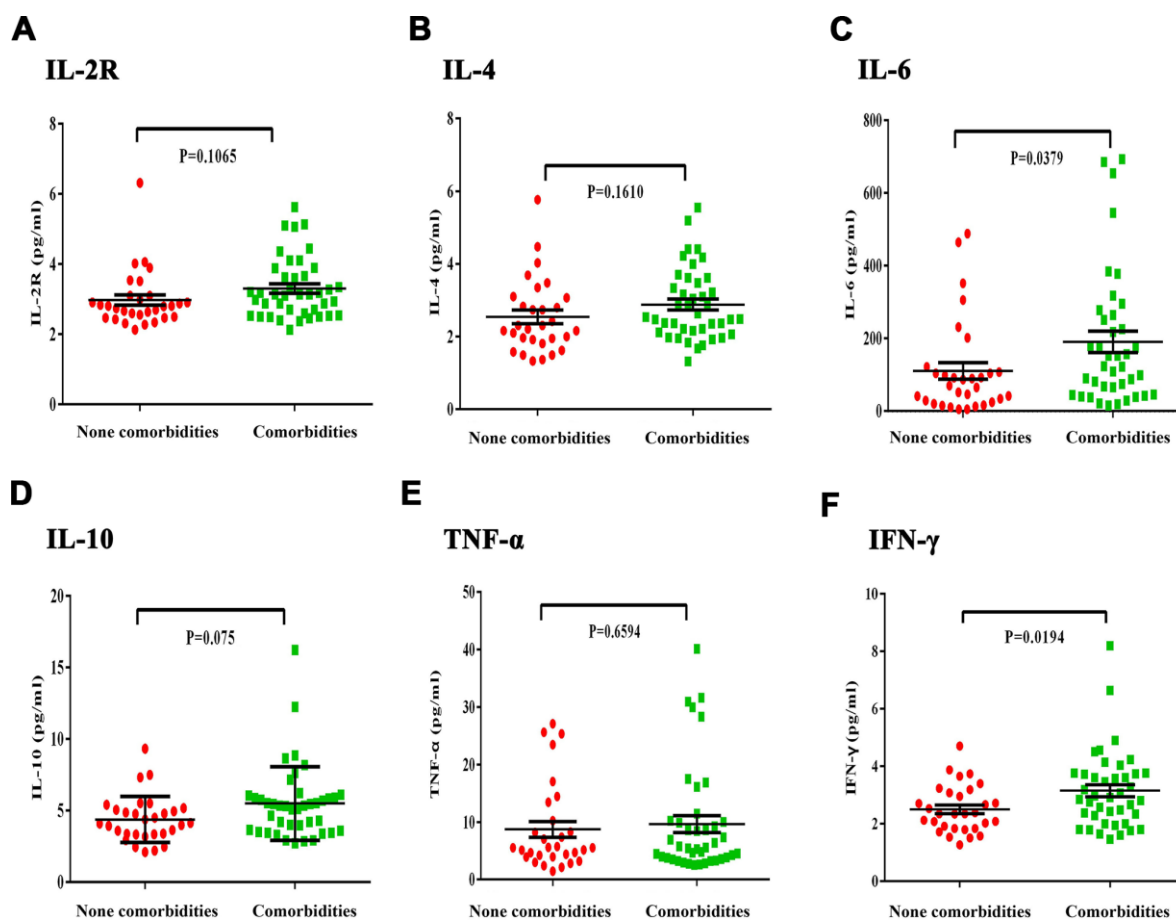 A
IL-2R
8
6
4
2
0
IL-2R (pg/ml)
P=0.1065
None comorbidities
Comorbidities
B
IL-4
8
6
4
2
0
IL-4 (pg/ml)
P=0.1610
None comorbidities
Comorbidities
C
IL-6
800
600
400
200
0
IL-6 (pg/ml)
P=0.0379
None comorbidities
Comorbidities
D
IL-10
20
15
10
5
0
IL-10 (pg/ml)
P=0.075
None comorbidities
Comorbidities
E
TNF-α
50
40
30
20
10
0
TNF-α (pg/ml)
P=0.6594
None comorbidities
Comorbidities
F
IFN-γ
10
8
6
4
2
0
IFN-γ (pg/ml)
P=0.0194
None comorbidities
Comorbidities